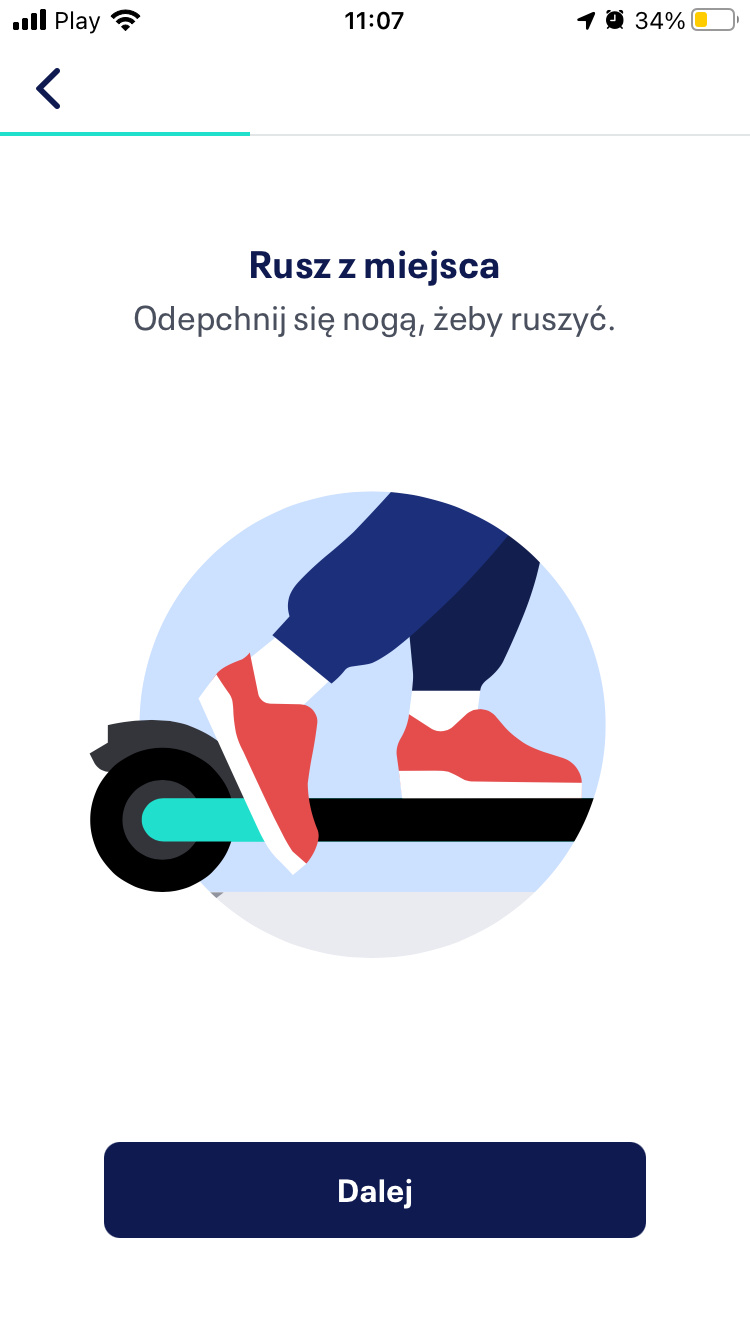 Play 11:07 34%
Rusz z miejsca
Odepchnij się nogą, żeby ruszyć.
Dalej